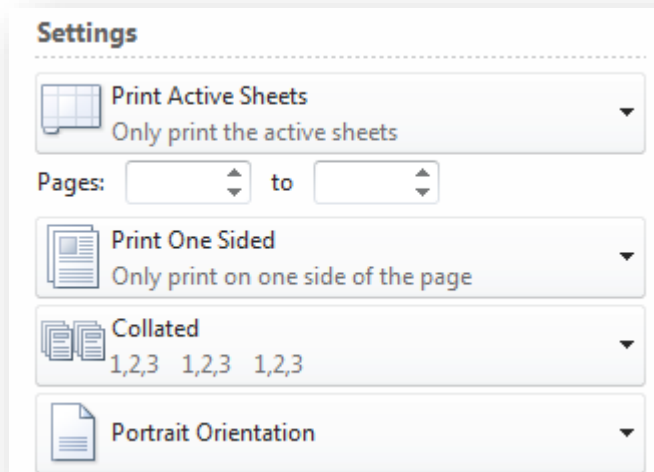 Settings
Print Active Sheets
Only print the active sheets
Pages: to
Print One Sided
Only print on one side of the page
Collated
1,2,3 1,2,3 1,2,3
Portrait Orientation